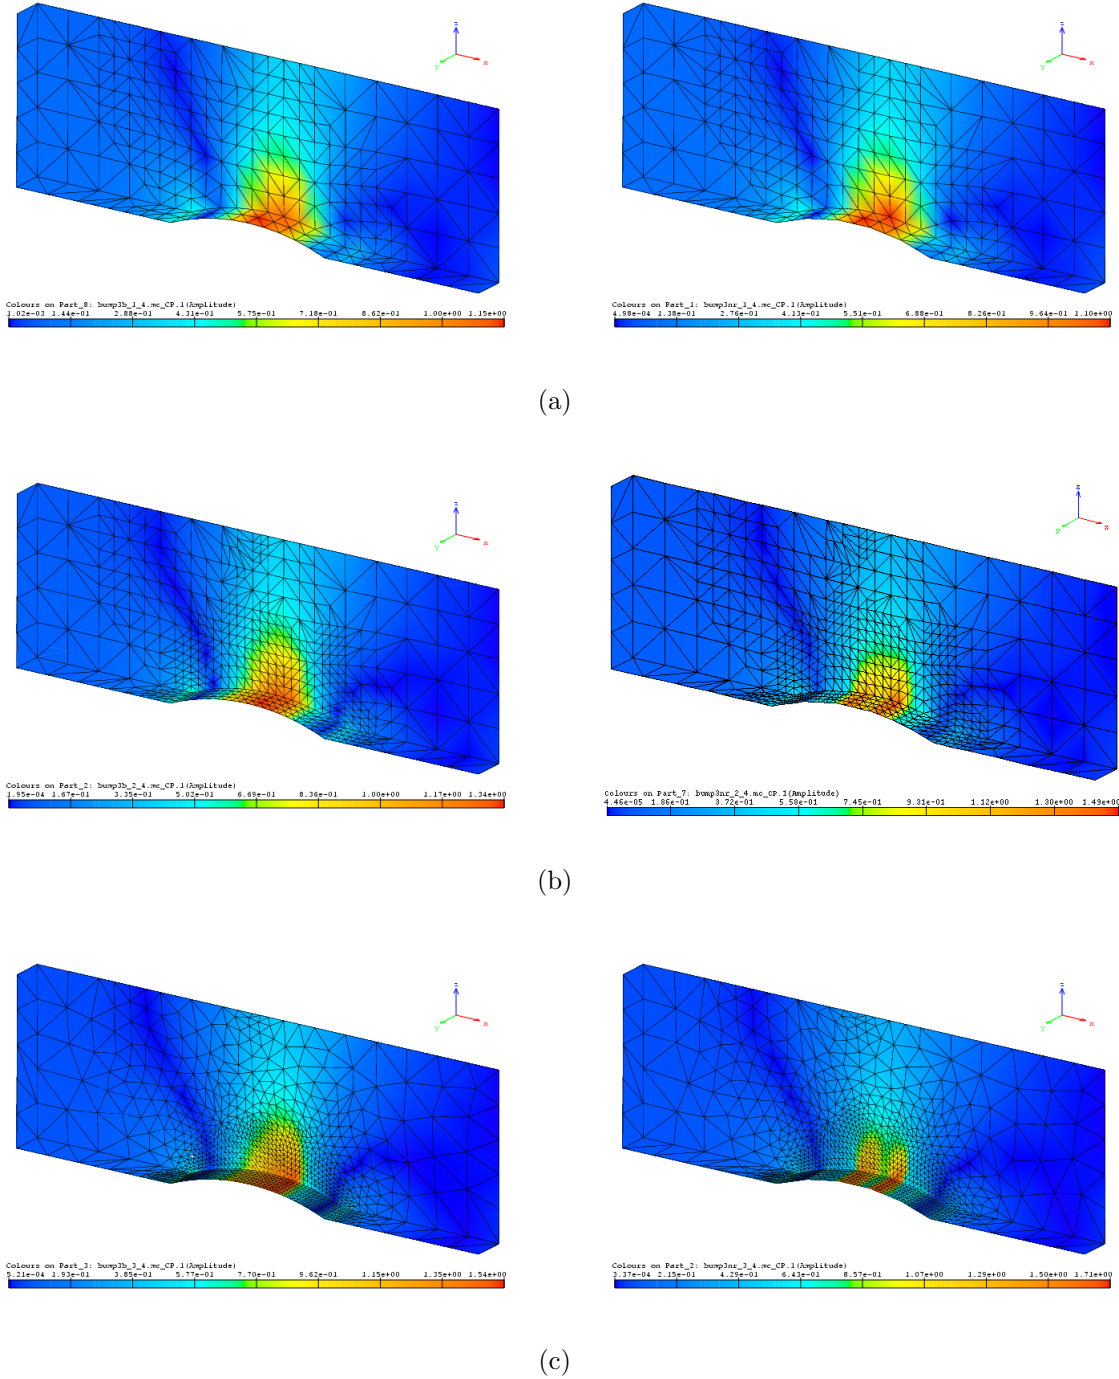 z
y x
z
y x
Colours on Part_8: bump3b_1_4.mc_CP.1(Amplitude)
1.02e-03 1.44e-01 2.88e-01 4.31e-01 5.75e-01 7.18e-01 8.62e-01 1.00e+00 1.15e+00
Colours on Part_1: bump3nr_1_4.mc_CP.1(Amplitude)
4.98e-04 1.38e-01 2.76e-01 4.13e-01 5.51e-01 6.88e-01 8.26e-01 9.64e-01 1.10e+00
(a)
z
y x
z
y x
Colours on Part_2: bump3b_2_4.mc_CP.1(Amplitude)
1.95e-04 1.67e-01 3.35e-01 5.02e-01 6.69e-01 8.36e-01 1.00e+00 1.17e+00 1.34e+00
Colours on Part_7: bump3nr_2_4.mc_CP.1(Amplitude)
4.46e-05 1.86e-01 3.72e-01 5.58e-01 7.45e-01 9.31e-01 1.12e+00 1.30e+00 1.49e+00
(b)
z
y x
z
y x
Colours on Part_3: bump3b_3_4.mc_CP.1(Amplitude)
5.21e-04 1.93e-01 3.85e-01 5.77e-01 7.70e-01 9.62e-01 1.15e+00 1.35e+00 1.54e+00
Colours on Part_2: bump3nr_3_4.mc_CP.1(Amplitude)
3.37e-04 2.15e-01 4.29e-01 6.43e-01 8.57e-01 1.07e+00 1.29e+00 1.50e+00 1.71e+00
(c)